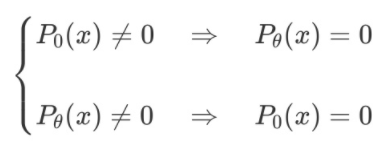 P₀(x) ≠ 0 ⇒ P_θ(x) = 0
P_θ(x) ≠ 0 ⇒ P₀(x) = 0